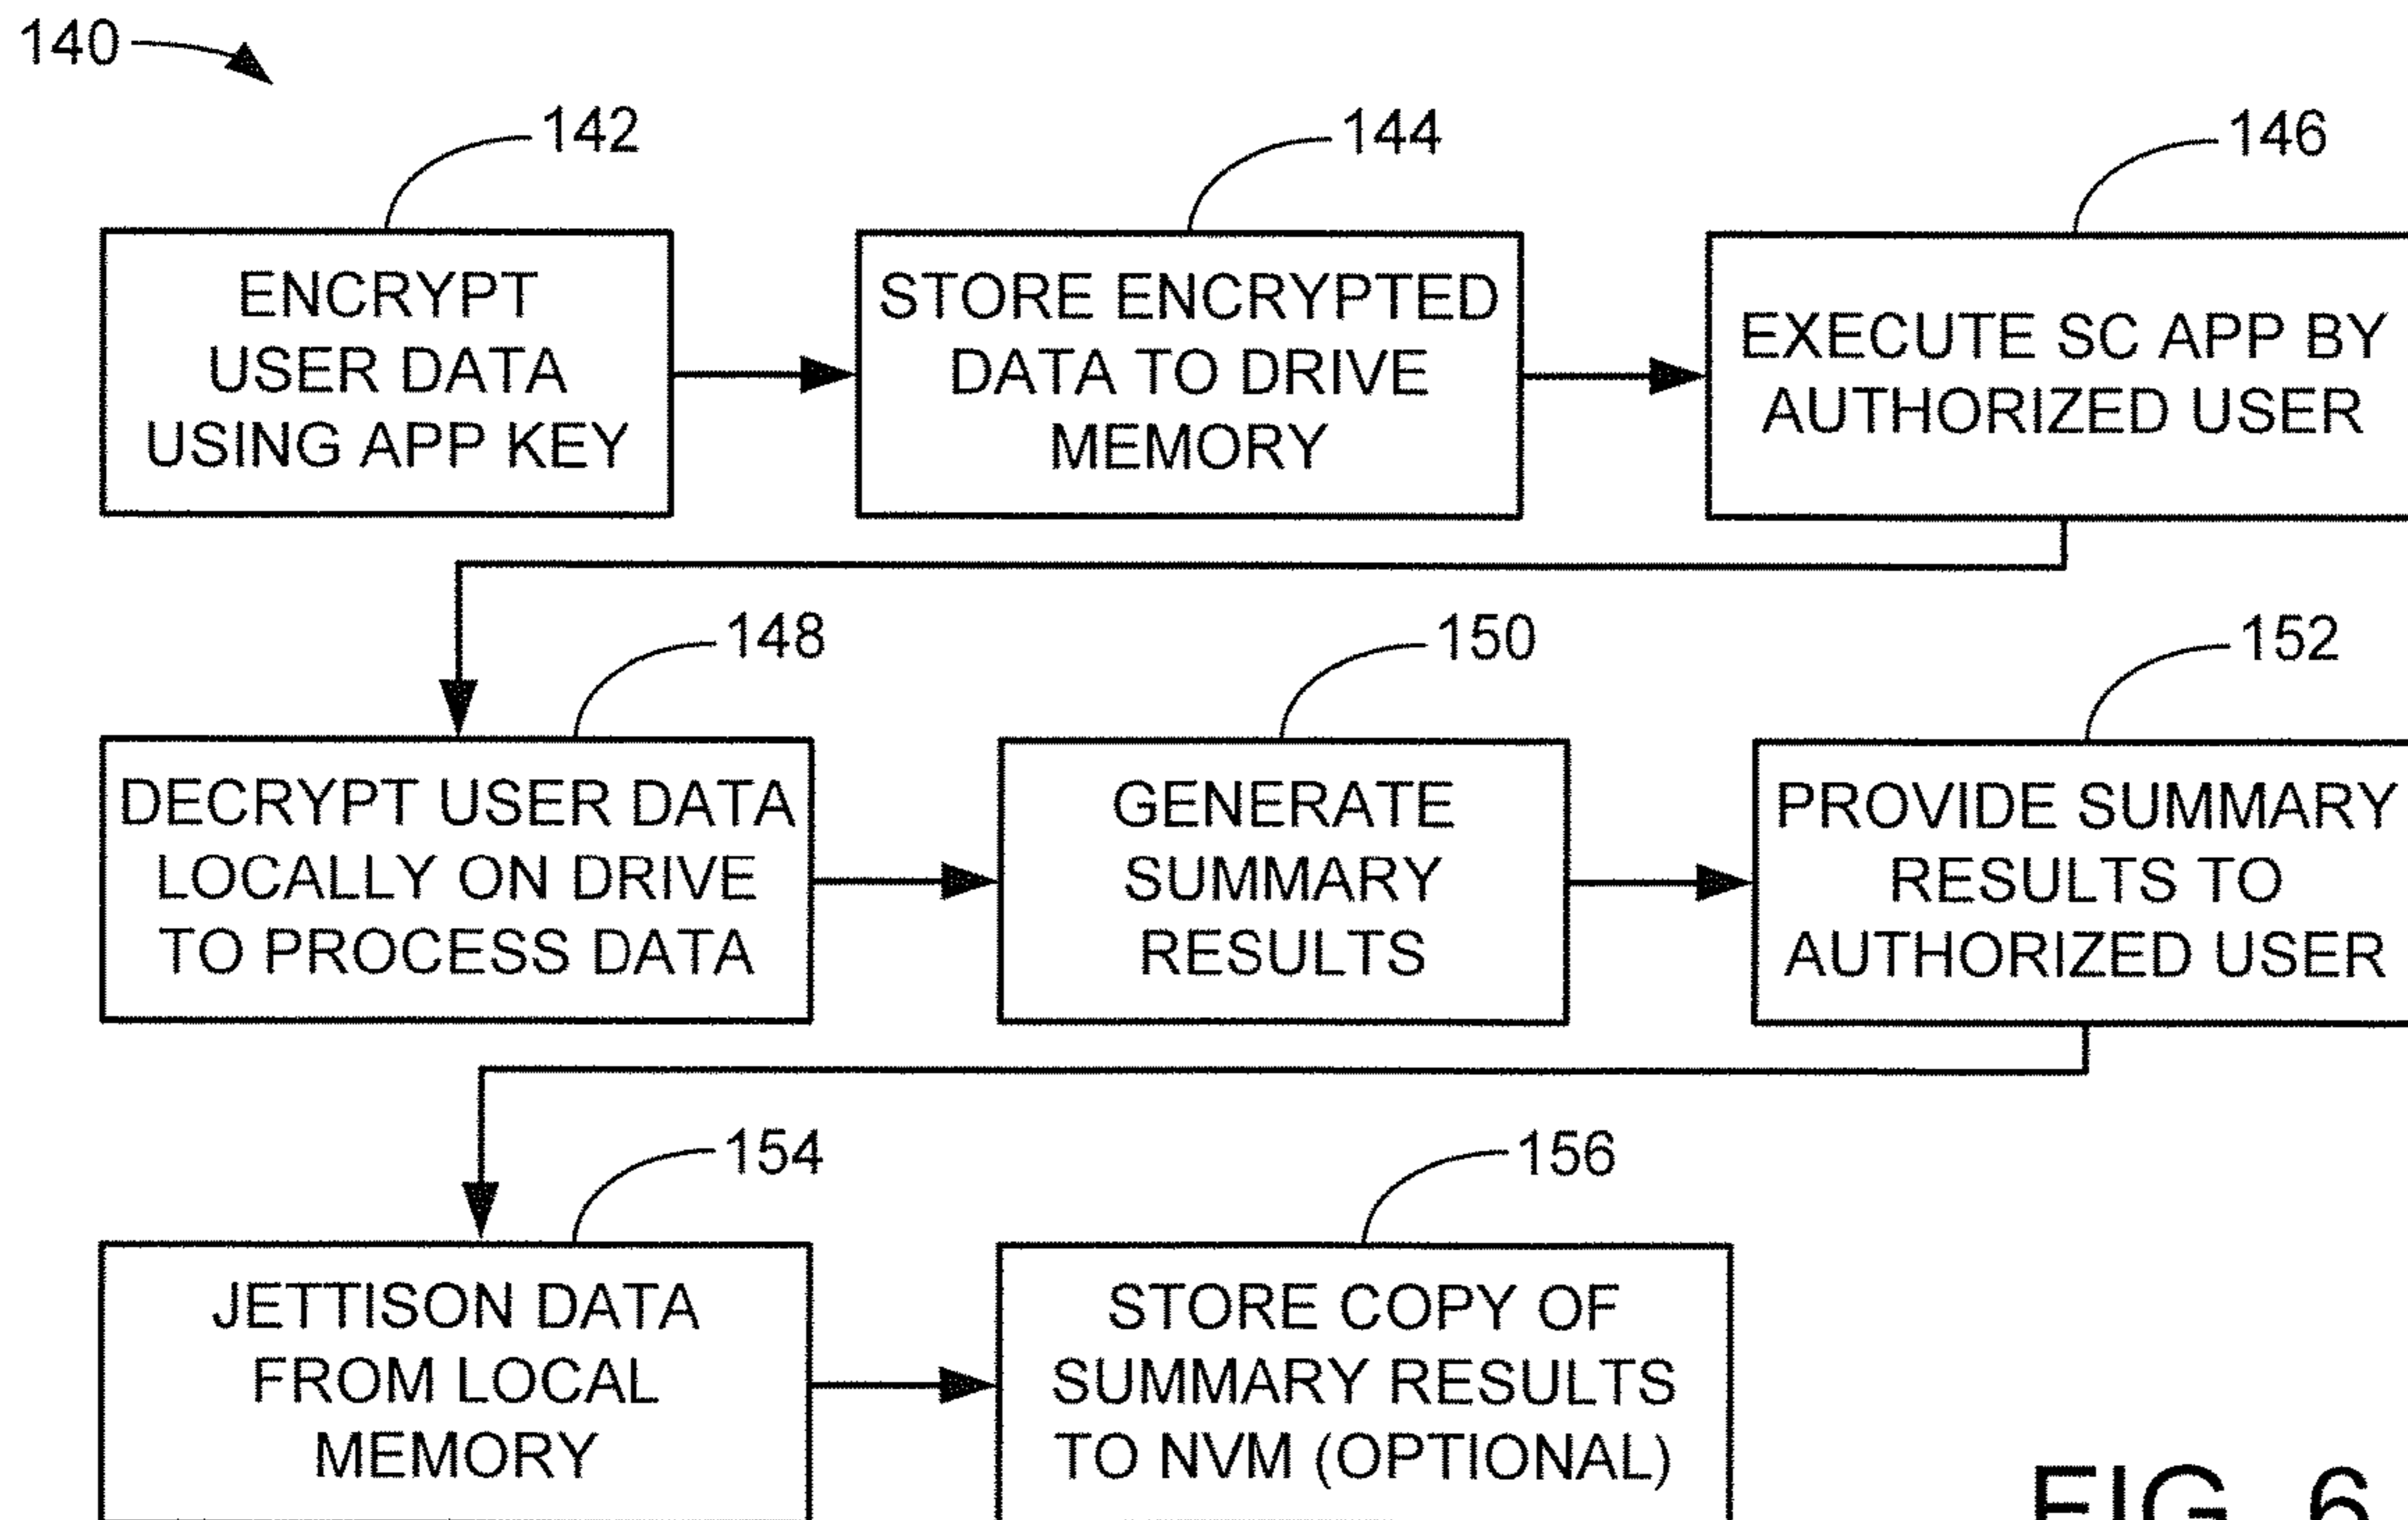 140
142
144
146
ENCRYPT
USER DATA
USING APP KEY
STORE ENCRYPTED
DATA TO DRIVE
MEMORY
EXECUTE SC APP BY
AUTHORIZED USER
148
150
152
DECRYPT USER DATA
LOCALLY ON DRIVE
TO PROCESS DATA
GENERATE
SUMMARY
RESULTS
PROVIDE SUMMARY
RESULTS TO
AUTHORIZED USER
154
156
JETTISON DATA
FROM LOCAL
MEMORY
STORE COPY OF
SUMMARY RESULTS
TO NVM (OPTIONAL)
FIG. 6